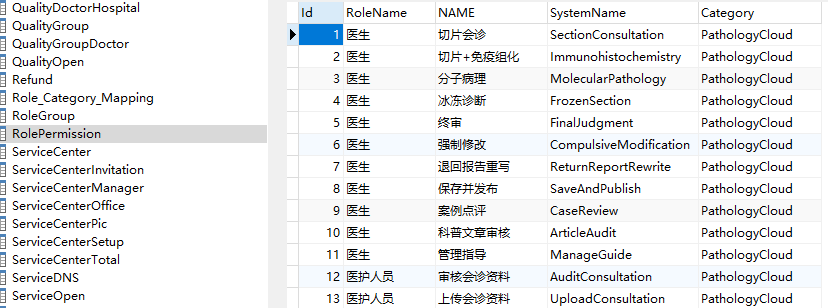 QualityDoctorHospital
QualityGroup
QualityGroupDoctor
QualityOpen
Refund
Role_Category_Mapping
RoleGroup
RolePermission
ServiceCenter
ServiceCenterInvitation
ServiceCenterManager
ServiceCenterOffice
ServiceCenterPic
ServiceCenterSetup
ServiceCenterTotal
ServiceDNS
ServiceOpen
Id RoleName NAME SystemName Category
1 医生 切片会诊 SectionConsultation PathologyCloud
2 医生 切片+免疫组化 Immunohistochemistry PathologyCloud
3 医生 分子病理 MolecularPathology PathologyCloud
4 医生 冰冻诊断 FrozenSection PathologyCloud
5 医生 终审 FinalJudgment PathologyCloud
6 医生 强制修改 CompulsiveModification PathologyCloud
7 医生 退回报告重写 ReturnReportRewrite PathologyCloud
8 医生 保存并发布 SaveAndPublish PathologyCloud
9 医生 案例点评 CaseReview PathologyCloud
10 医生 科普文章审核 ArticleAudit PathologyCloud
11 医生 管理指导 ManageGuide PathologyCloud
12 医护人员 审核会诊资料 AuditConsultation PathologyCloud
13 医护人员 上传会诊资料 UploadConsultation PathologyCloud